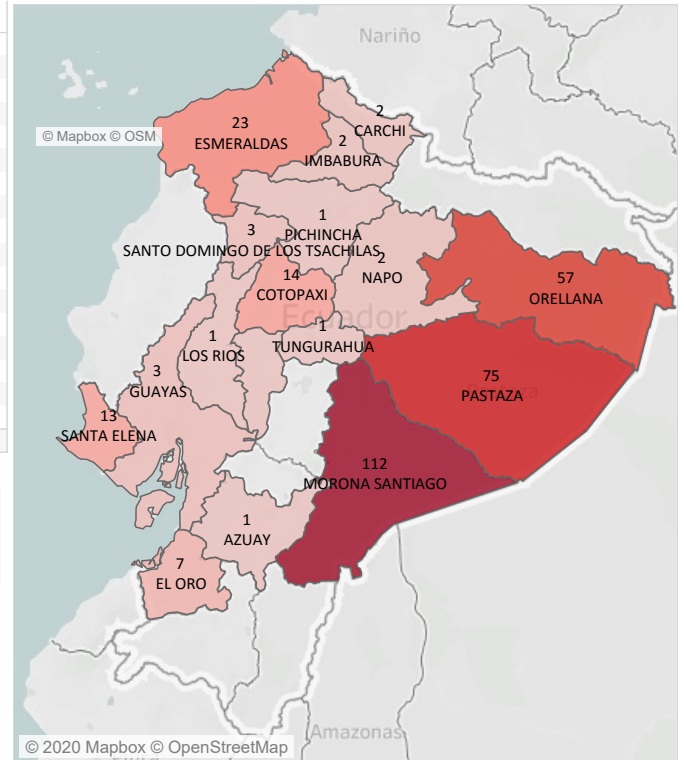 Nariño
2
CARCHI
23
ESMERALDAS
© Mapbox © OSM
2
IMBABURA
1
PICHINCHA
3
SANTO DOMINGO DE LOS TSACHILAS
2
NAPO
14
COTOPAXI
57
ORELLANA
Ecuador
1
TUNGURAHUA
1
LOS RIOS
3
GUAYAS
75
PASTAZA
13
SANTA ELENA
112
MORONA SANTIAGO
1
AZUAY
7
EL ORO
Amazonas
© 2020 Mapbox © OpenStreetMap